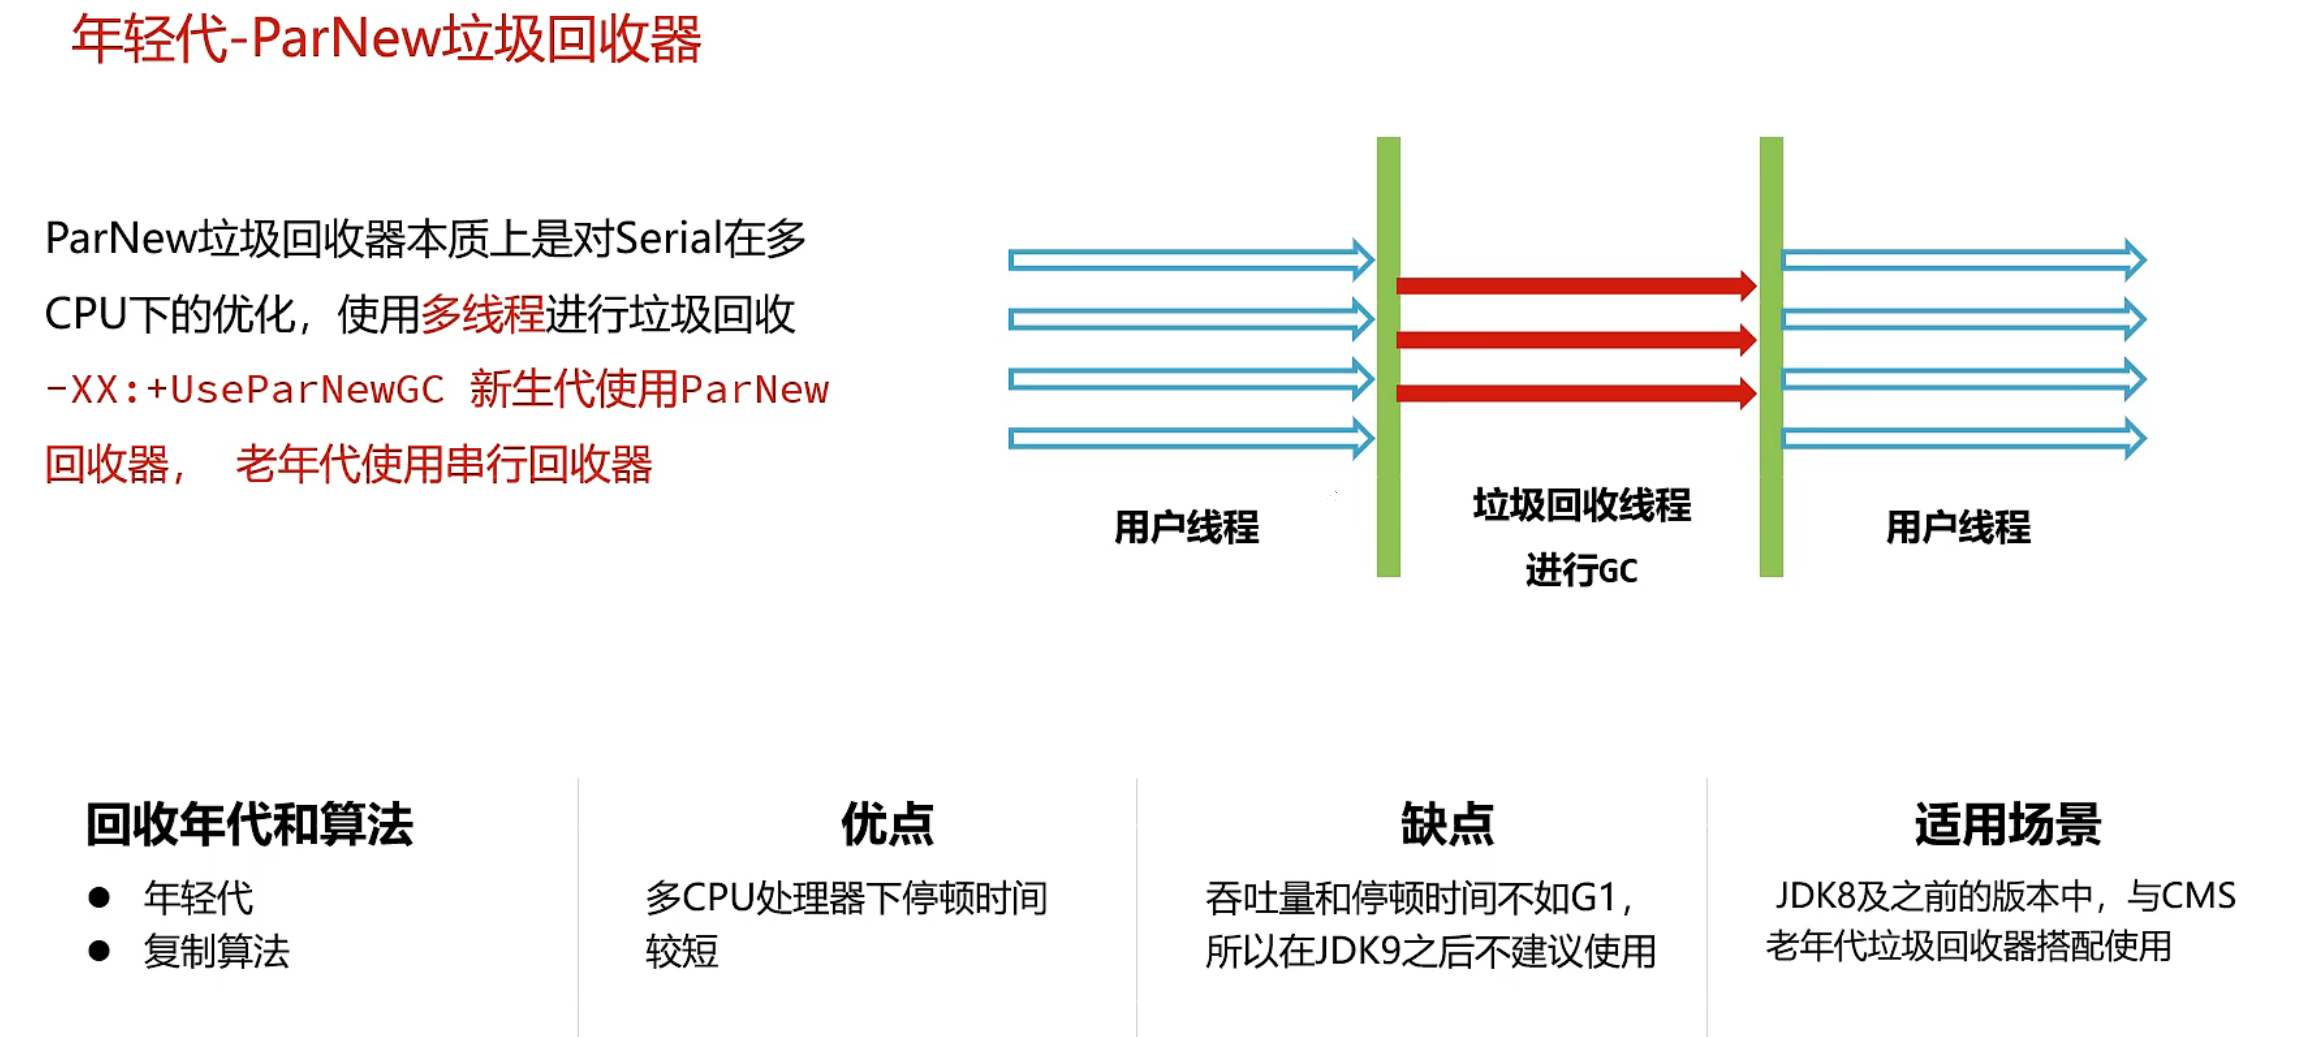 年轻代-ParNew垃圾回收器
ParNew垃圾回收器本质上是对Serial在多
CPU下的优化，使用多线程进行垃圾回收
-XX:+UseParNewGC 新生代使用ParNew
回收器， 老年代使用串行回收器
用户线程
垃圾回收线程
进行GC
用户线程
回收年代和算法
● 年轻代
● 复制算法
优点
多CPU处理器下停顿时间
较短
缺点
吞吐量和停顿时间不如G1，
所以在JDK9之后不建议使用
适用场景
JDK8及之前的版本中，与CMS
老年代垃圾回收器搭配使用